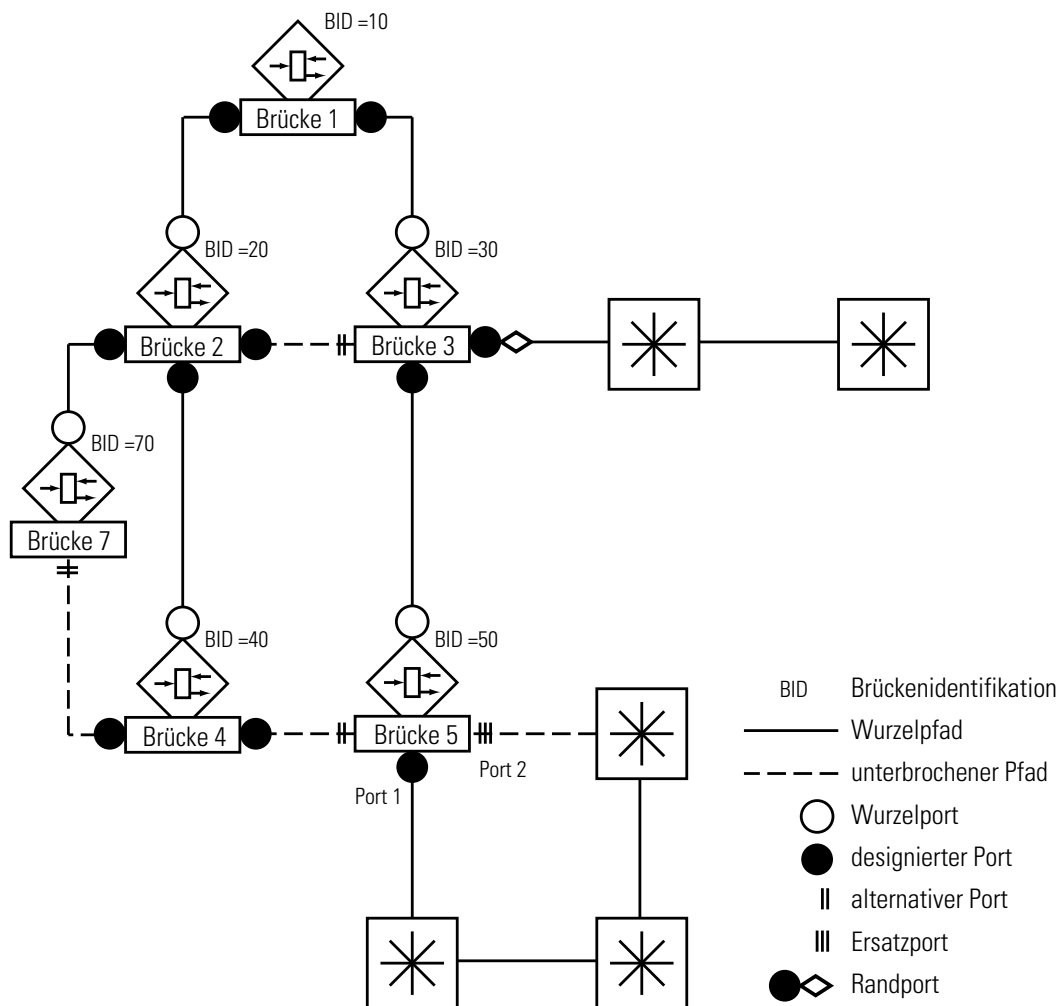 BID =10
Brücke 1
BID =20
BID =30
Brücke 2
Brücke 3
BID =70
Brücke 7
BID =40
BID =50
Brücke 4
Brücke 5
Port 2
Port 1
BID Brückenidentifikation
Wurzelpfad
unterbrochener Pfad
Wurzelport
designierter Port
alternativer Port
Ersatzport
Randport